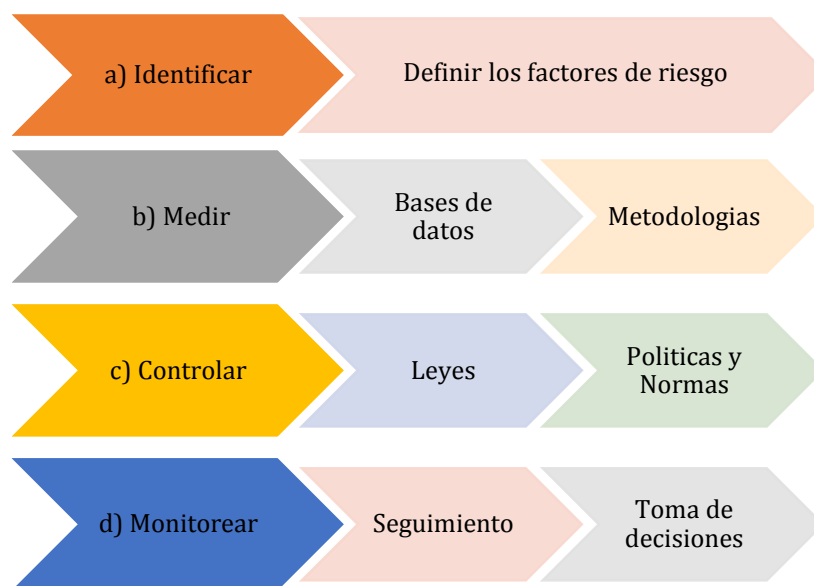 a) Identificar
Definir los factores de riesgo
b) Medir
Bases de
datos
Metodologias
c) Controlar
Leyes
Politicas y
Normas
d) Monitorear
Seguimiento
Toma de
decisiones